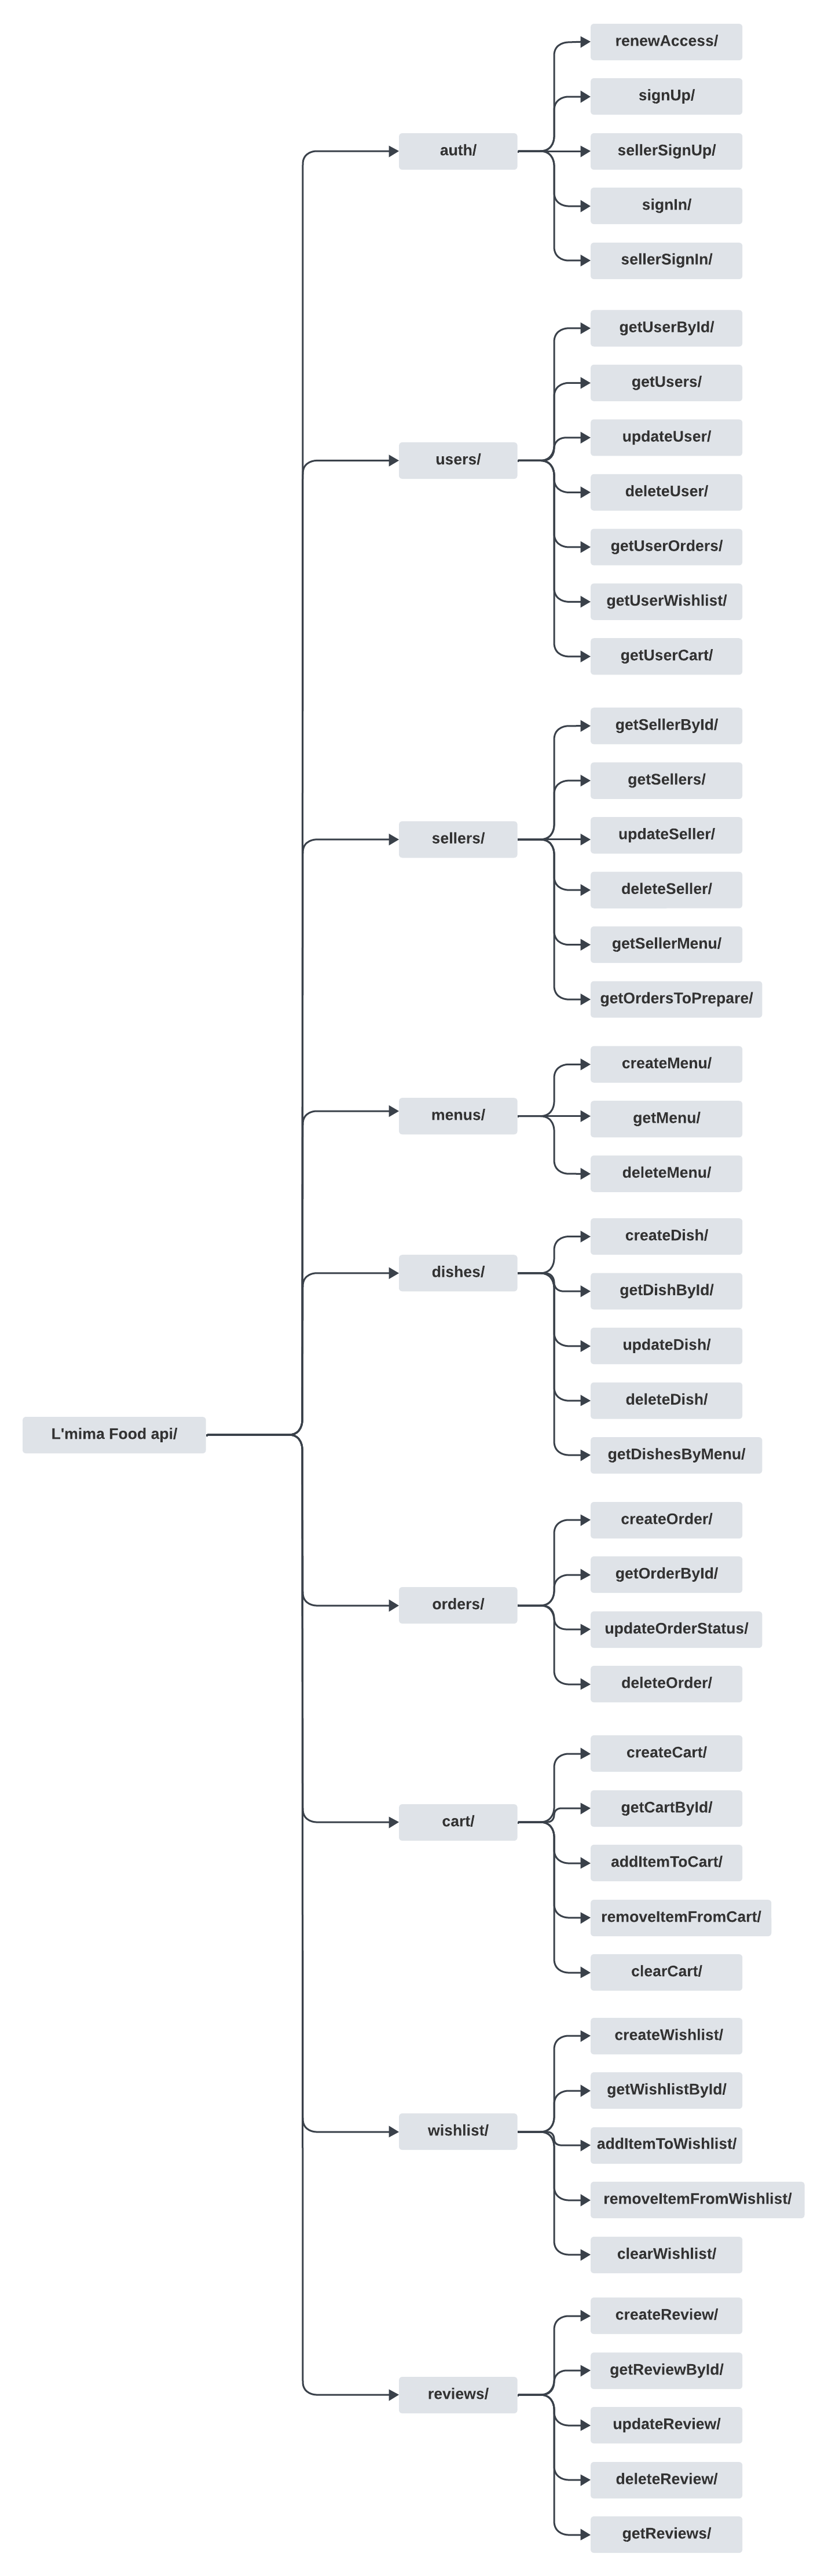 L'mima Food api/
auth/
renewAccess/
signUp/
sellerSignUp/
signIn/
sellerSignIn/
users/
getUserById/
getUsers/
updateUser/
deleteUser/
getUserOrders/
getUserWishlist/
getUserCart/
sellers/
getSellerById/
getSellers/
updateSeller/
deleteSeller/
getSellerMenu/
getOrdersToPrepare/
menus/
createMenu/
getMenu/
deleteMenu/
dishes/
createDish/
getDishById/
updateDish/
deleteDish/
getDishesByMenu/
orders/
createOrder/
getOrderById/
updateOrderStatus/
deleteOrder/
cart/
createCart/
getCartById/
addItemToCart/
removeItemFromCart/
clearCart/
wishlist/
createWishlist/
getWishlistById/
addItemToWishlist/
removeItemFromWishlist/
clearWishlist/
reviews/
createReview/
getReviewById/
updateReview/
deleteReview/
getReviews/